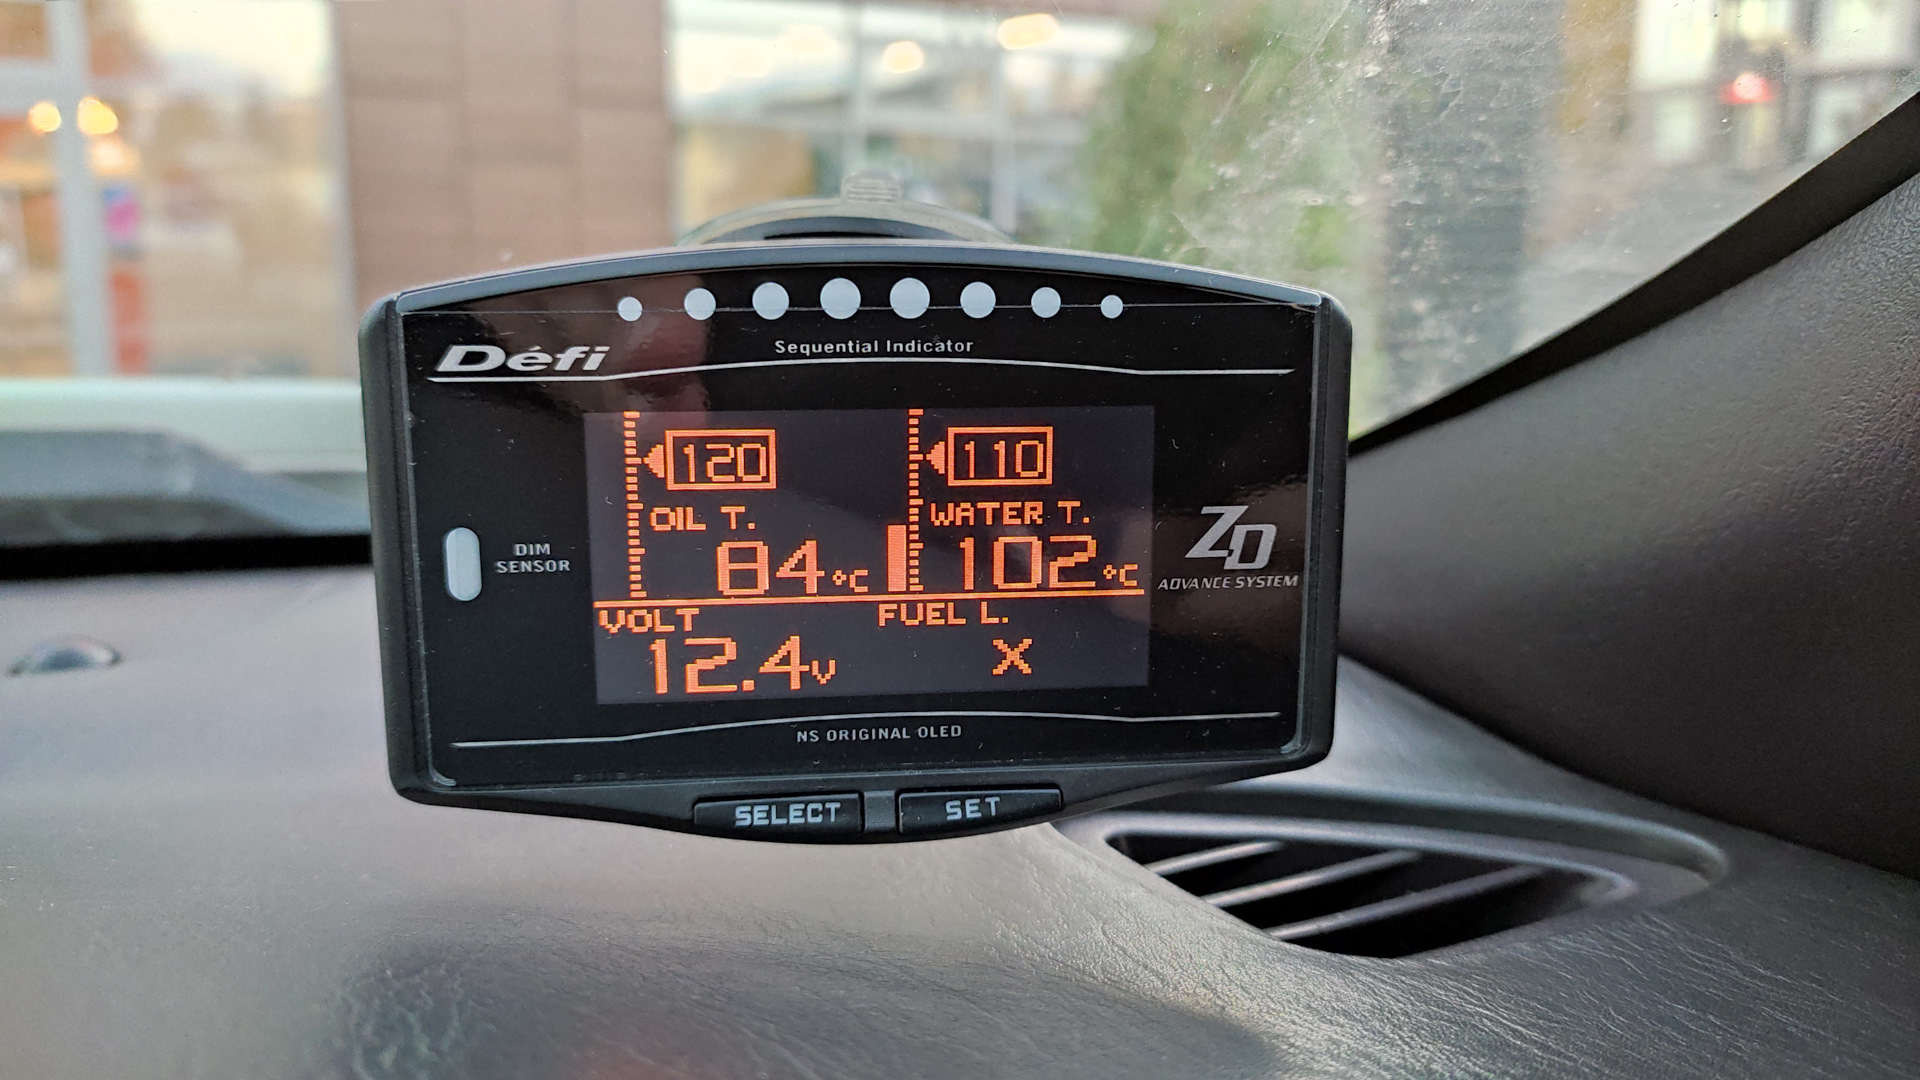 Défi
Sequential Indicator
120
110
OIL T.
WATER T.
84°C
102°C
DIM
SENSOR
ZD
ADVANCE SYSTEM
VOLT
FUEL L.
12.4V
X
NS ORIGINAL OLED
SELECT
SET